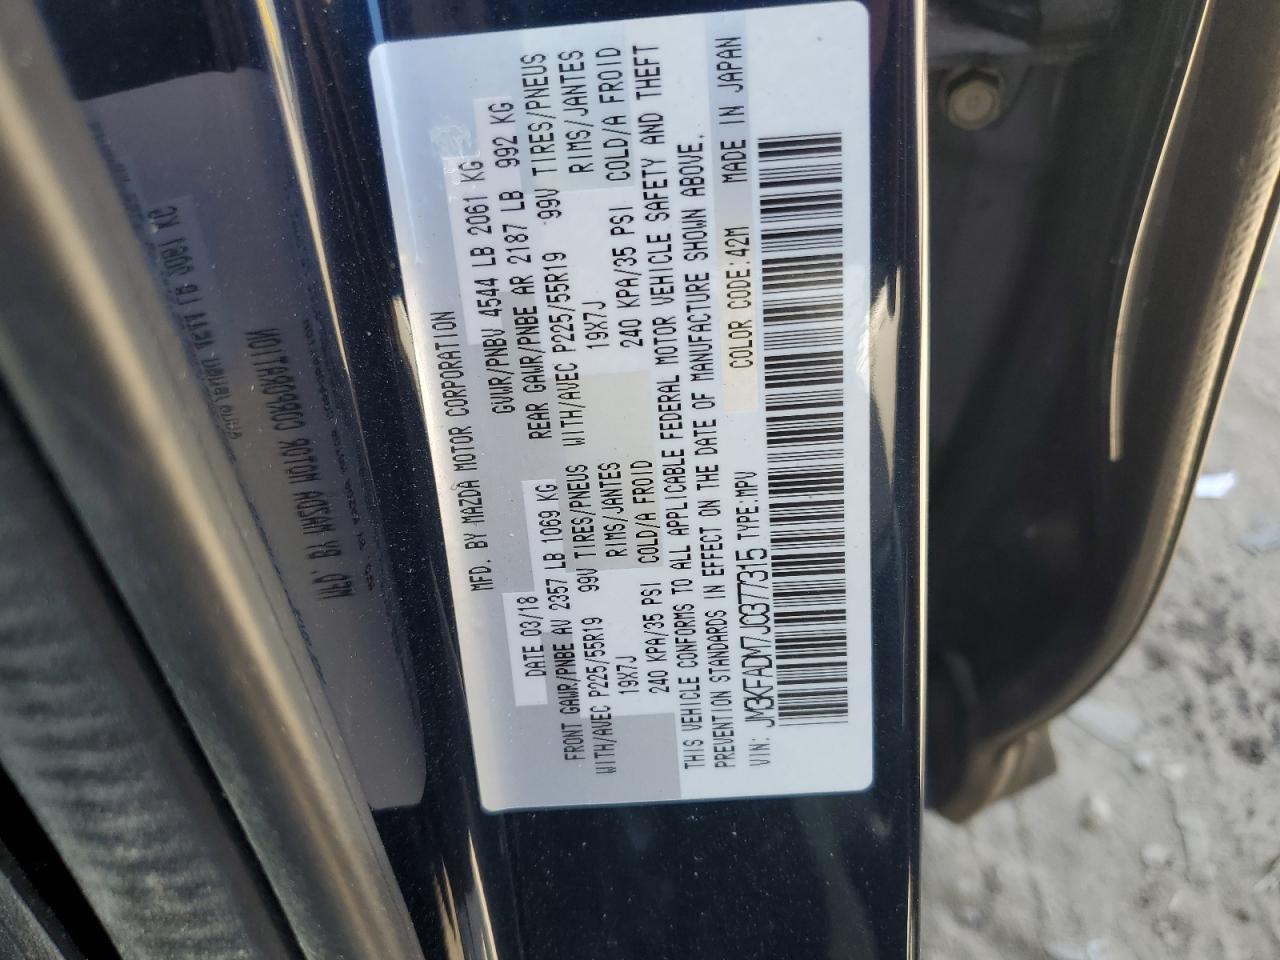 MFD. BY MAZDA MOTOR CORPORATION
DATE 03/18 GVWR/PNBV 4544 LB 2061 KG
FRONT GAWR/PNBE AV 2357 LB 1069 KG REAR GAWR/PNBE AR 2187 LB 992 KG
WITH/AVEC P225/55R19 99V TIRES/PNEUS WITH/AVEC P225/55R19 99V TIRES/PNEUS
19X7J RIMS/JANTES 19X7J RIMS/JANTES
240 KPA/35 PSI COLD/A FROID 240 KPA/35 PSI COLD/A FROID
THIS VEHICLE CONFORMS TO ALL APPLICABLE FEDERAL MOTOR VEHICLE SAFETY AND THEFT
PREVENTION STANDARDS IN EFFECT ON THE DATE OF MANUFACTURE SHOWN ABOVE.
VIN: JM3KFADM7J0377315 TYPE:MPV COLOR CODE:42M MADE IN JAPAN